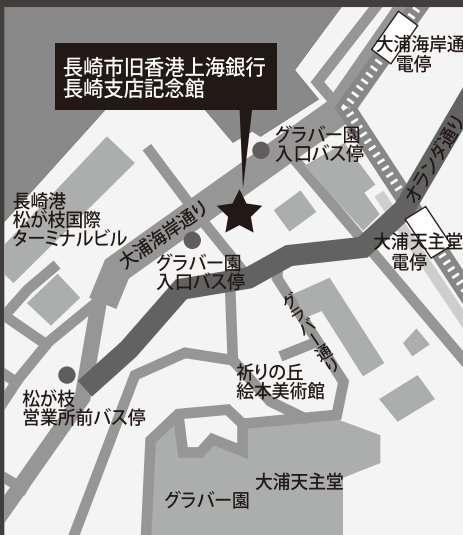 大浦海岸通
電停
長崎市旧香港上海銀行
長崎支店記念館
グラバー園
入口バス停
オランダ通り
長崎港
松が枝国際
ターミナルビル
大浦海岸通り
大浦天主堂
電停
グラバー園
入口バス停
グラバー通り
祈りの丘
絵本美術館
松が枝
営業所前バス停
大浦天主堂
グラバー園